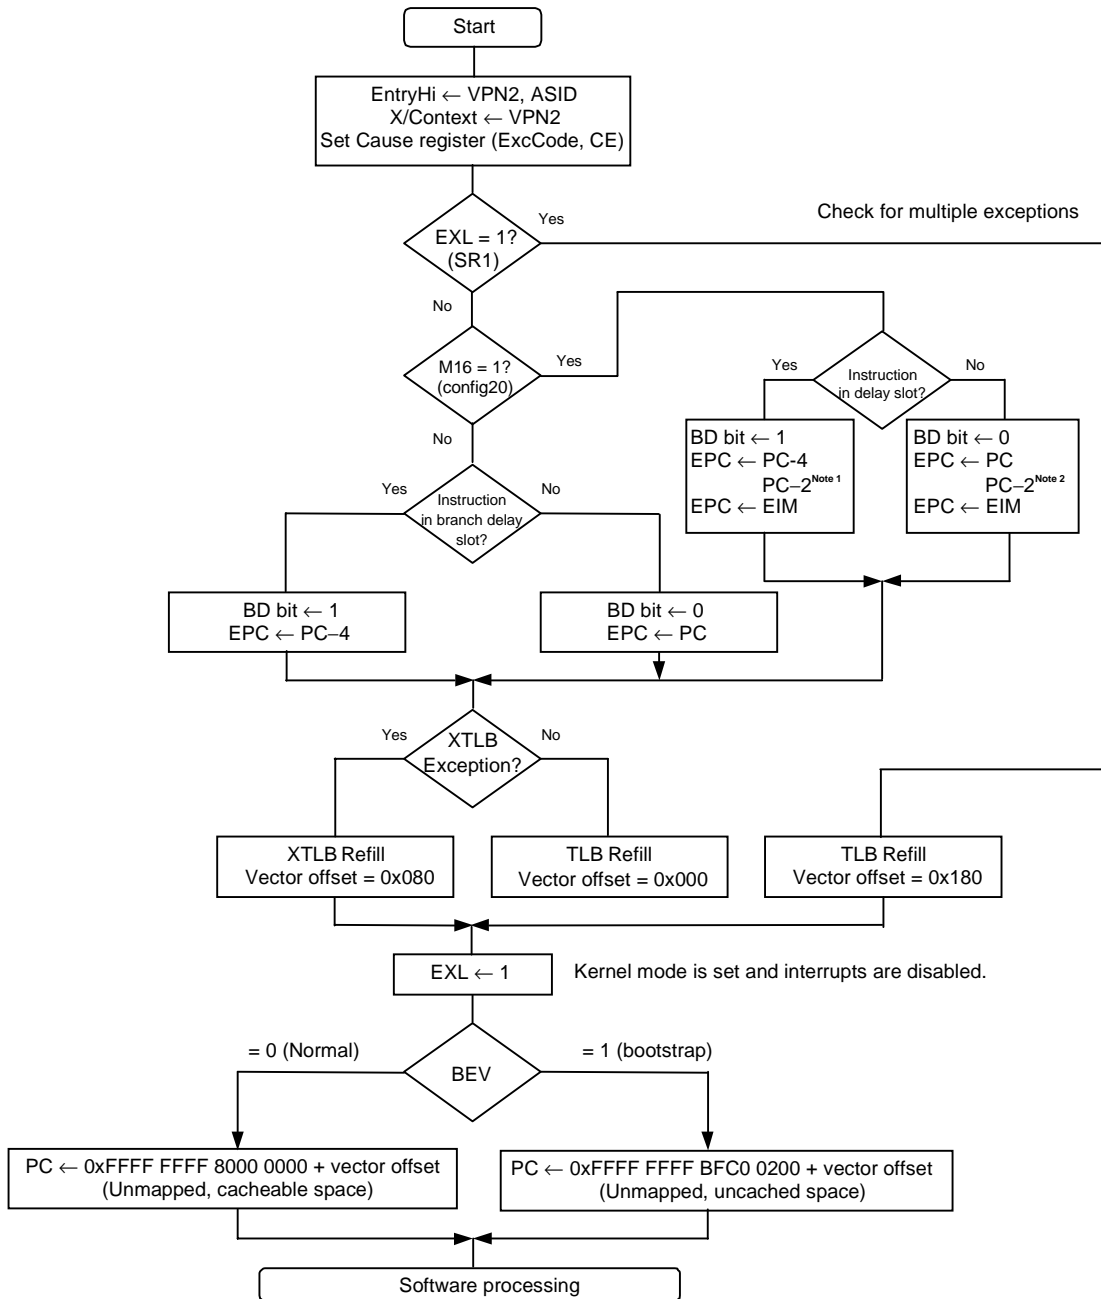 Start
EntryHi ← VPN2, ASID
X/Context ← VPN2
Set Cause register (ExcCode, CE)
Yes
Check for multiple exceptions
EXL = 1?
(SR1)
No
M16 = 1?
(config20)
Yes
Yes
Instruction
in delay slot?
No
No
BD bit ← 1
EPC ← PC-4
PC–2Note 1
EPC ← EIM
BD bit ← 0
EPC ← PC
PC–2Note 2
EPC ← EIM
Yes
Instruction
in branch delay
slot?
No
BD bit ← 1
EPC ← PC–4
BD bit ← 0
EPC ← PC
Yes
XTLB
Exception?
No
XTLB Refill
Vector offset = 0x080
TLB Refill
Vector offset = 0x000
TLB Refill
Vector offset = 0x180
EXL ← 1
Kernel mode is set and interrupts are disabled.
= 0 (Normal)
BEV
= 1 (bootstrap)
PC ← 0xFFFF FFFF 8000 0000 + vector offset
(Unmapped, cacheable space)
PC ← 0xFFFF FFFF BFC0 0200 + vector offset
(Unmapped, uncached space)
Software processing